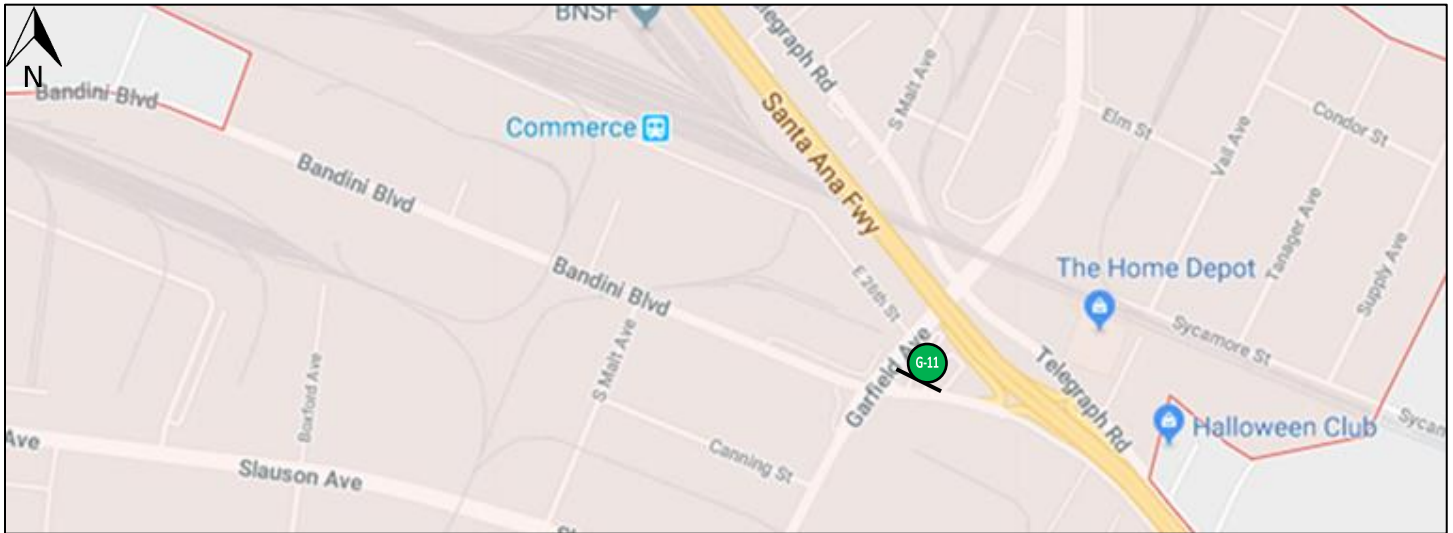 BNSF
Telegraph Rd
N
Bandini Blvd
S Malt Ave
Santa Ana Fwy
Commerce
Elm St
Condor St
Vail Ave
Bandini Blvd
Tanager Ave
Supply Ave
The Home Depot
Bandini Blvd
E 26th St
Sycamore St
S Malt Ave
Garfield Ave
G-11
Telegraph Rd
Boxford Ave
Halloween Club
Ave
Canning St
Slauson Ave